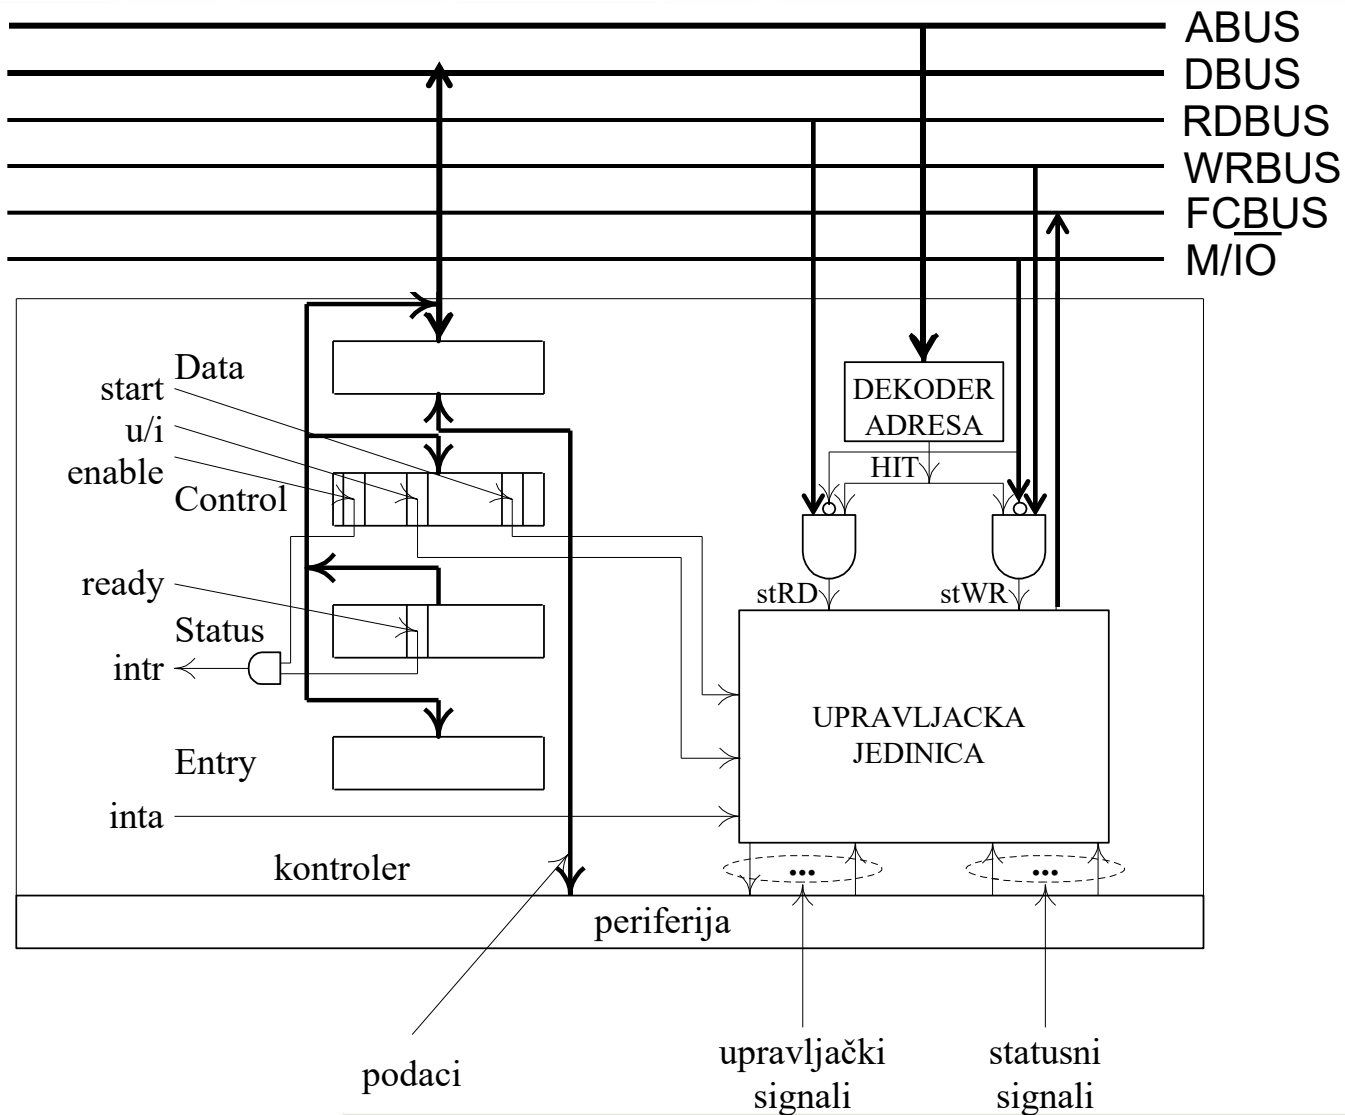 ABUS
DBUS
RDBUS
WRBUS
FCBUS
M/I̅O̅
Data
start
u/i
enable
Control
ready
Status
intr
Entry
inta
kontroler
DEKODER
ADRESA
HIT
stRD
stWR
UPRAVLJACKA
JEDINICA
...
...
periferija
podaci
upravljački
signali
statusni
signali